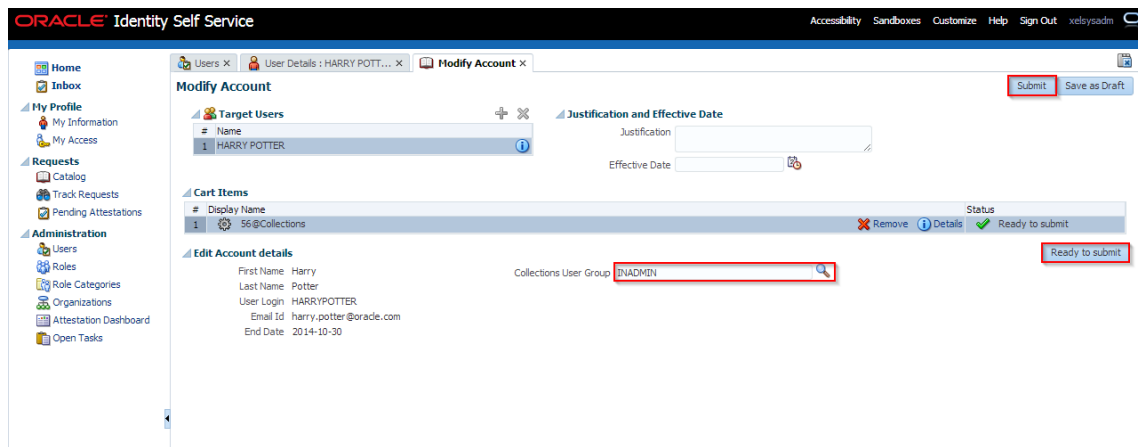 ORACLE Identity Self Service
Accessibility Sandboxes Customize Help Sign Out xelsysadm
Home
Inbox
My Profile
My Information
My Access
Requests
Catalog
Track Requests
Pending Attestations
Administration
Users
Roles
Role Categories
Organizations
Attestation Dashboard
Open Tasks
Users × User Details : HARRY POTT... × Modify Account ×
Modify Account
Submit Save as Draft
Target Users
# Name
1 HARRY POTTER
Justification and Effective Date
Justification
Effective Date
Cart Items
# Display Name Status
1 56@Collections Remove Details Ready to submit
Edit Account details
Ready to submit
First Name Harry
Last Name Potter
User Login HARRYPOTTER
Email Id harry.potter@oracle.com
End Date 2014-10-30
Collections User Group INADMIN